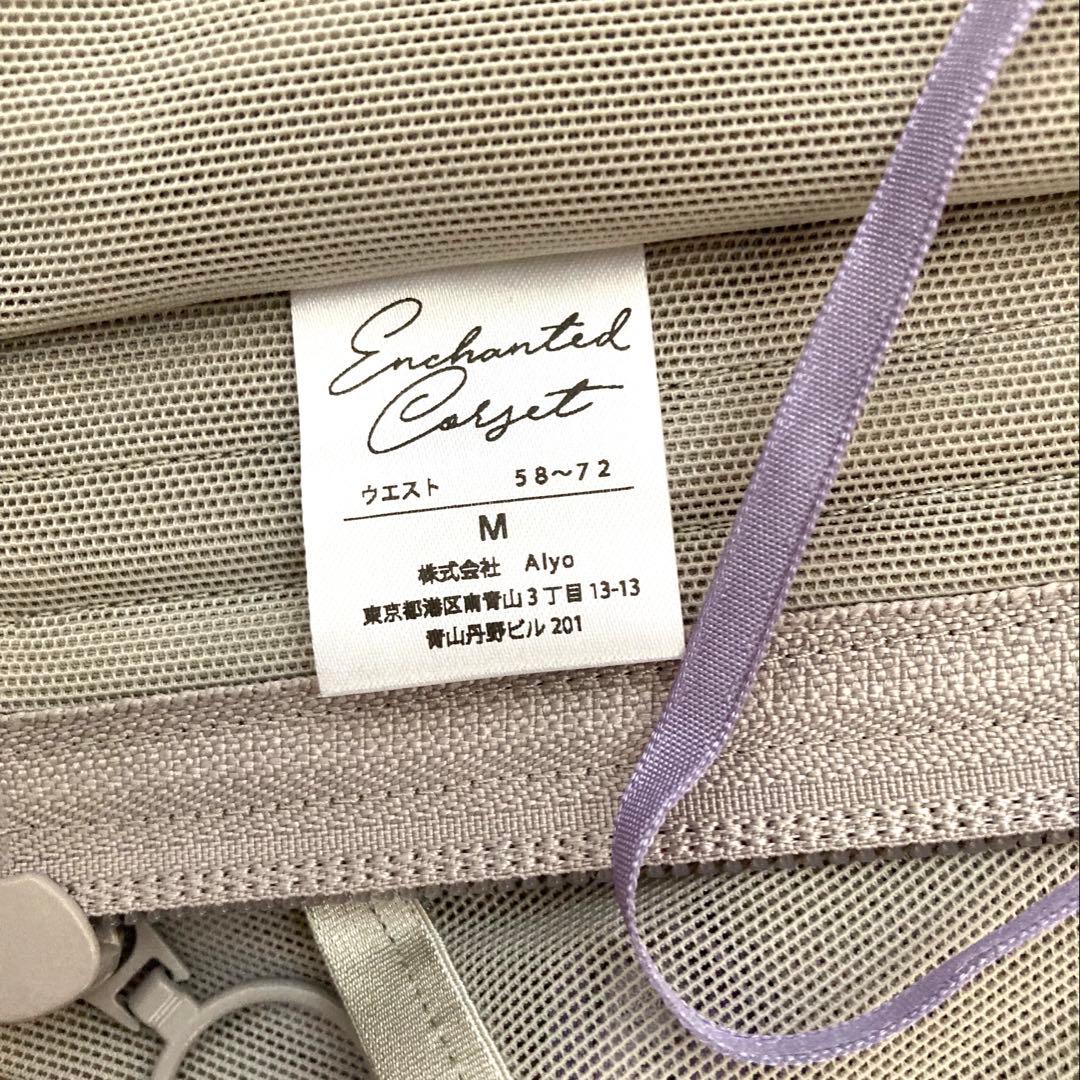 Enchanted
Corset
ウエスト 58～72
M
株式会社 Alyo
東京都港区南青山3丁目13-13
青山丹野ビル201